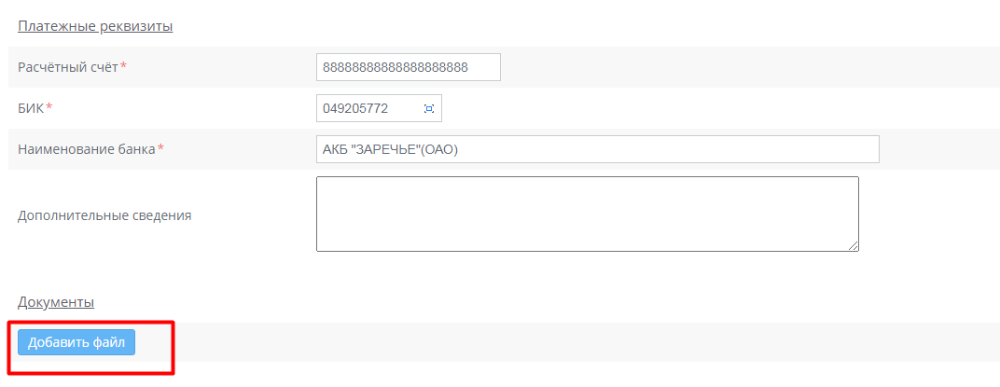 Платежные реквизиты
Расчётный счёт* 88888888888888888888
БИК* 049205772
Наименование банка* АКБ "ЗАРЕЧЬЕ"(ОАО)
Дополнительные сведения
Документы
Добавить файл